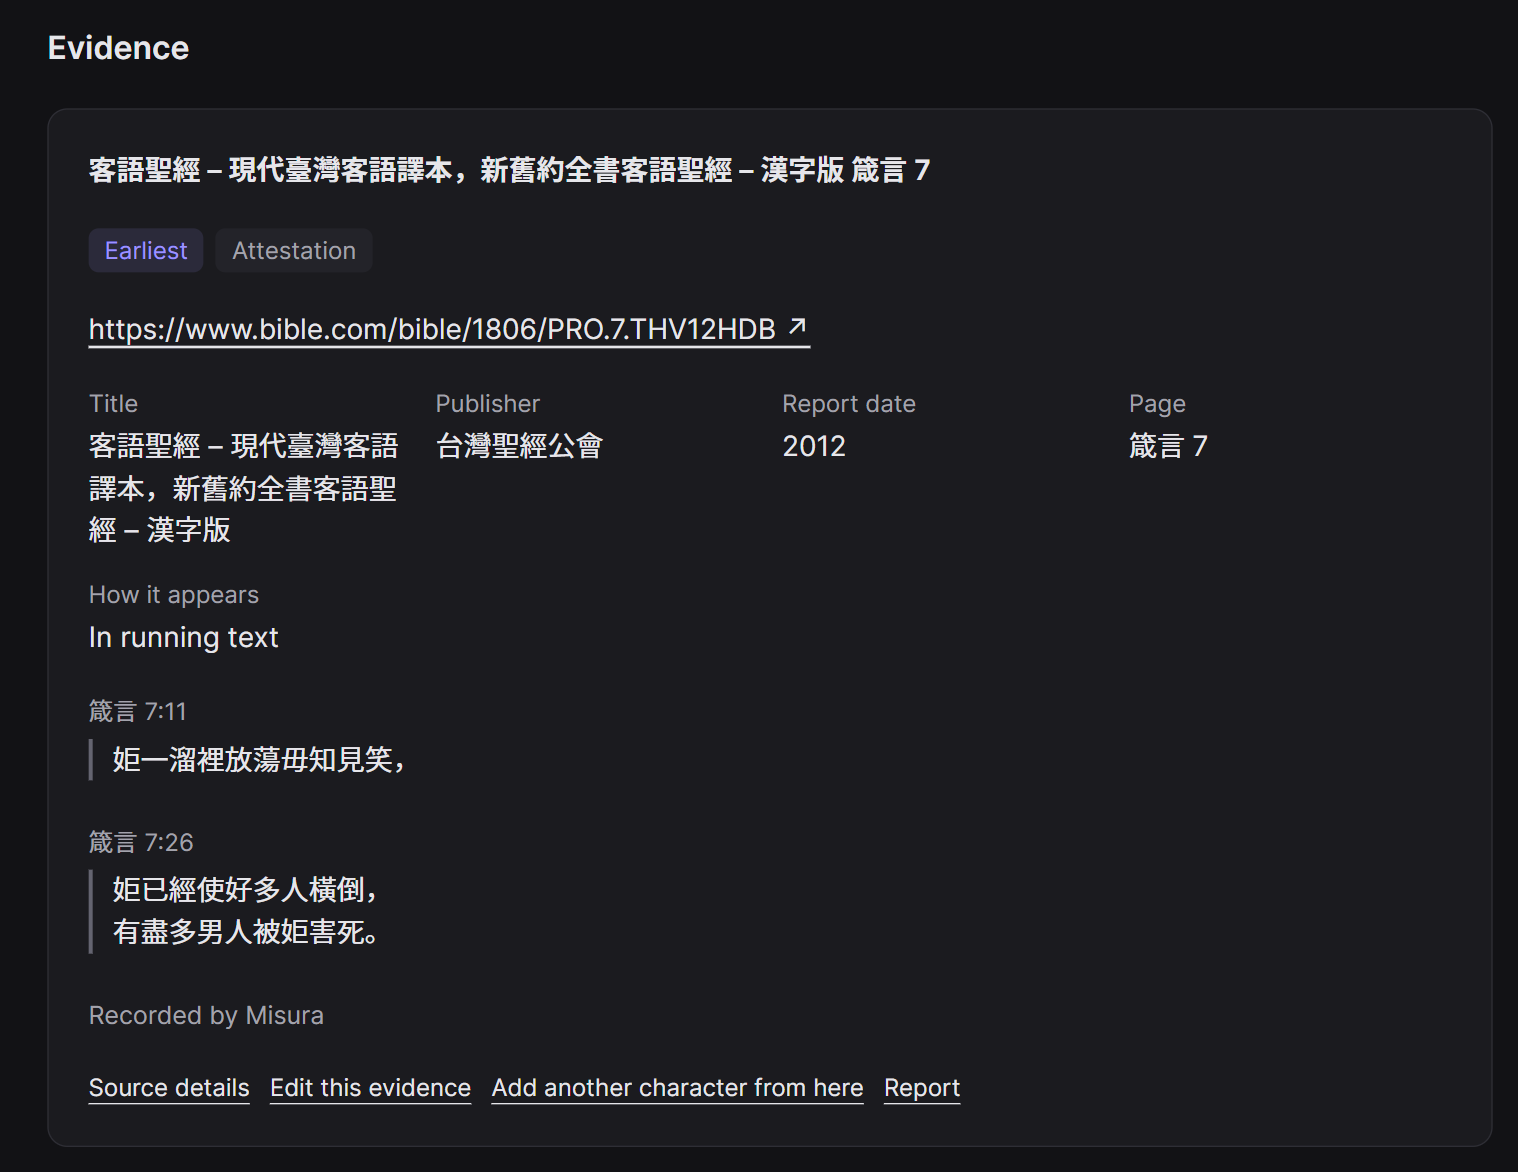 Evidence
客語聖經 – 現代臺灣客語譯本，新舊約全書客語聖經 – 漢字版 箴言 7
Earliest
Attestation
https://www.bible.com/bible/1806/PRO.7.THV12HDB ↗
Title
客語聖經 – 現代臺灣客語
譯本，新舊約全書客語聖
經 – 漢字版
Publisher
台灣聖經公會
Report date
2012
Page
箴言 7
How it appears
In running text
箴言 7:11
姖一溜裡放蕩毋知見笑，
箴言 7:26
姖已經使好多人橫倒，
有盡多男人被姖害死。
Recorded by Misura
Source details Edit this evidence Add another character from here Report